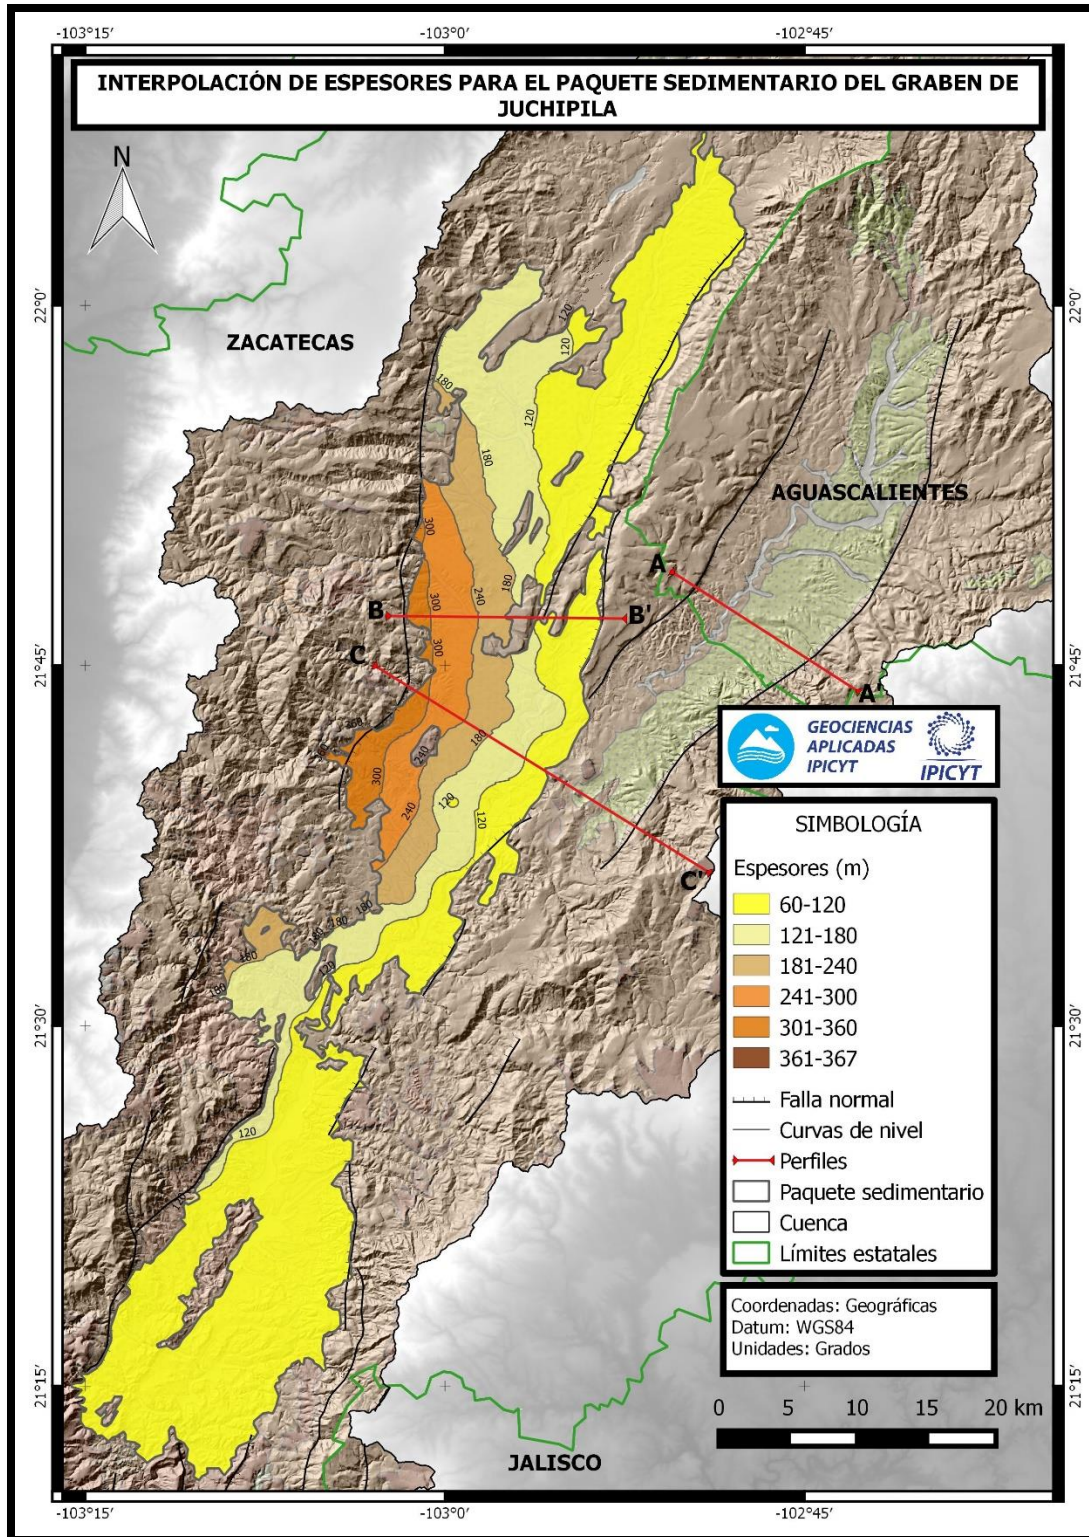 -103°15'
-103°0'
-102°45'
INTERPOLACIÓN DE ESPESORES PARA EL PAQUETE SEDIMENTARIO DEL GRABEN DE
JUCHIPILA
N
22°0'
22°0'
ZACATECAS
120
120
180
120
180
AGUASCALIENTES
300
A
180
240
300
B
B'
300
C
21°45'
21°45'
A'
360
180
240
300
120
240
120
GEOCIENCIAS
APLICADAS
IPICYT
IPICYT
SIMBOLOGÍA
Espesores (m)
60-120
121-180
181-240
241-300
301-360
361-367
Falla normal
Curvas de nivel
Perfiles
Paquete sedimentario
Cuenca
Límites estatales
C'
180
180
180
180
120
180
21°30'
21°30'
120
Coordenadas: Geográficas
Datum: WGS84
Unidades: Grados
21°15'
21°15'
0 5 10 15 20 km
JALISCO
-103°15'
-103°0'
-102°45'